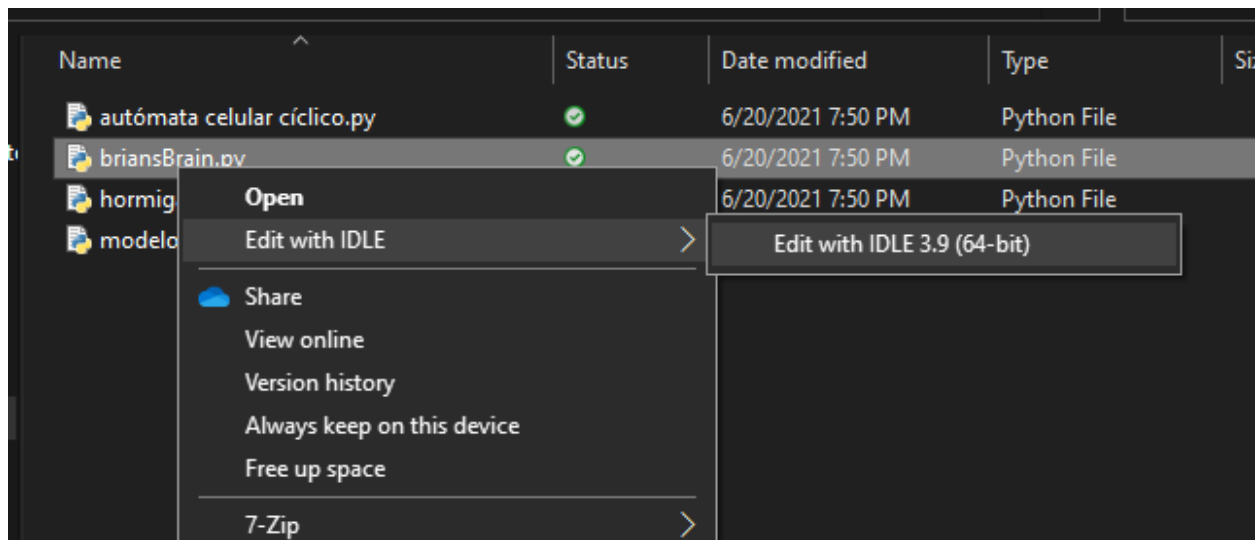 Name Status Date modified Type
autómata celular cíclico.py 6/20/2021 7:50 PM Python File
briansBrain.py 6/20/2021 7:50 PM Python File
hormig 6/20/2021 7:50 PM Python File
modelo
Open
Edit with IDLE
Edit with IDLE 3.9 (64-bit)
Share
View online
Version history
Always keep on this device
Free up space
7-Zip